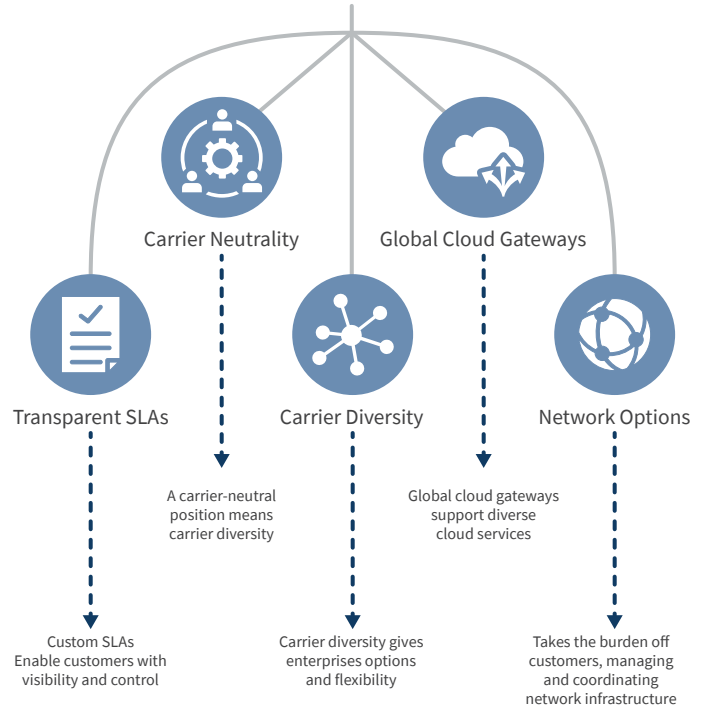 Carrier Neutrality
Global Cloud Gateways
Transparent SLAs
Carrier Diversity
Network Options
A carrier-neutral
position means
carrier diversity
Global cloud gateways
support diverse
cloud services
Custom SLAs
Enable customers with
visibility and control
Carrier diversity gives
enterprises options
and flexibility
Takes the burden off
customers, managing
and coordinating
network infrastructure